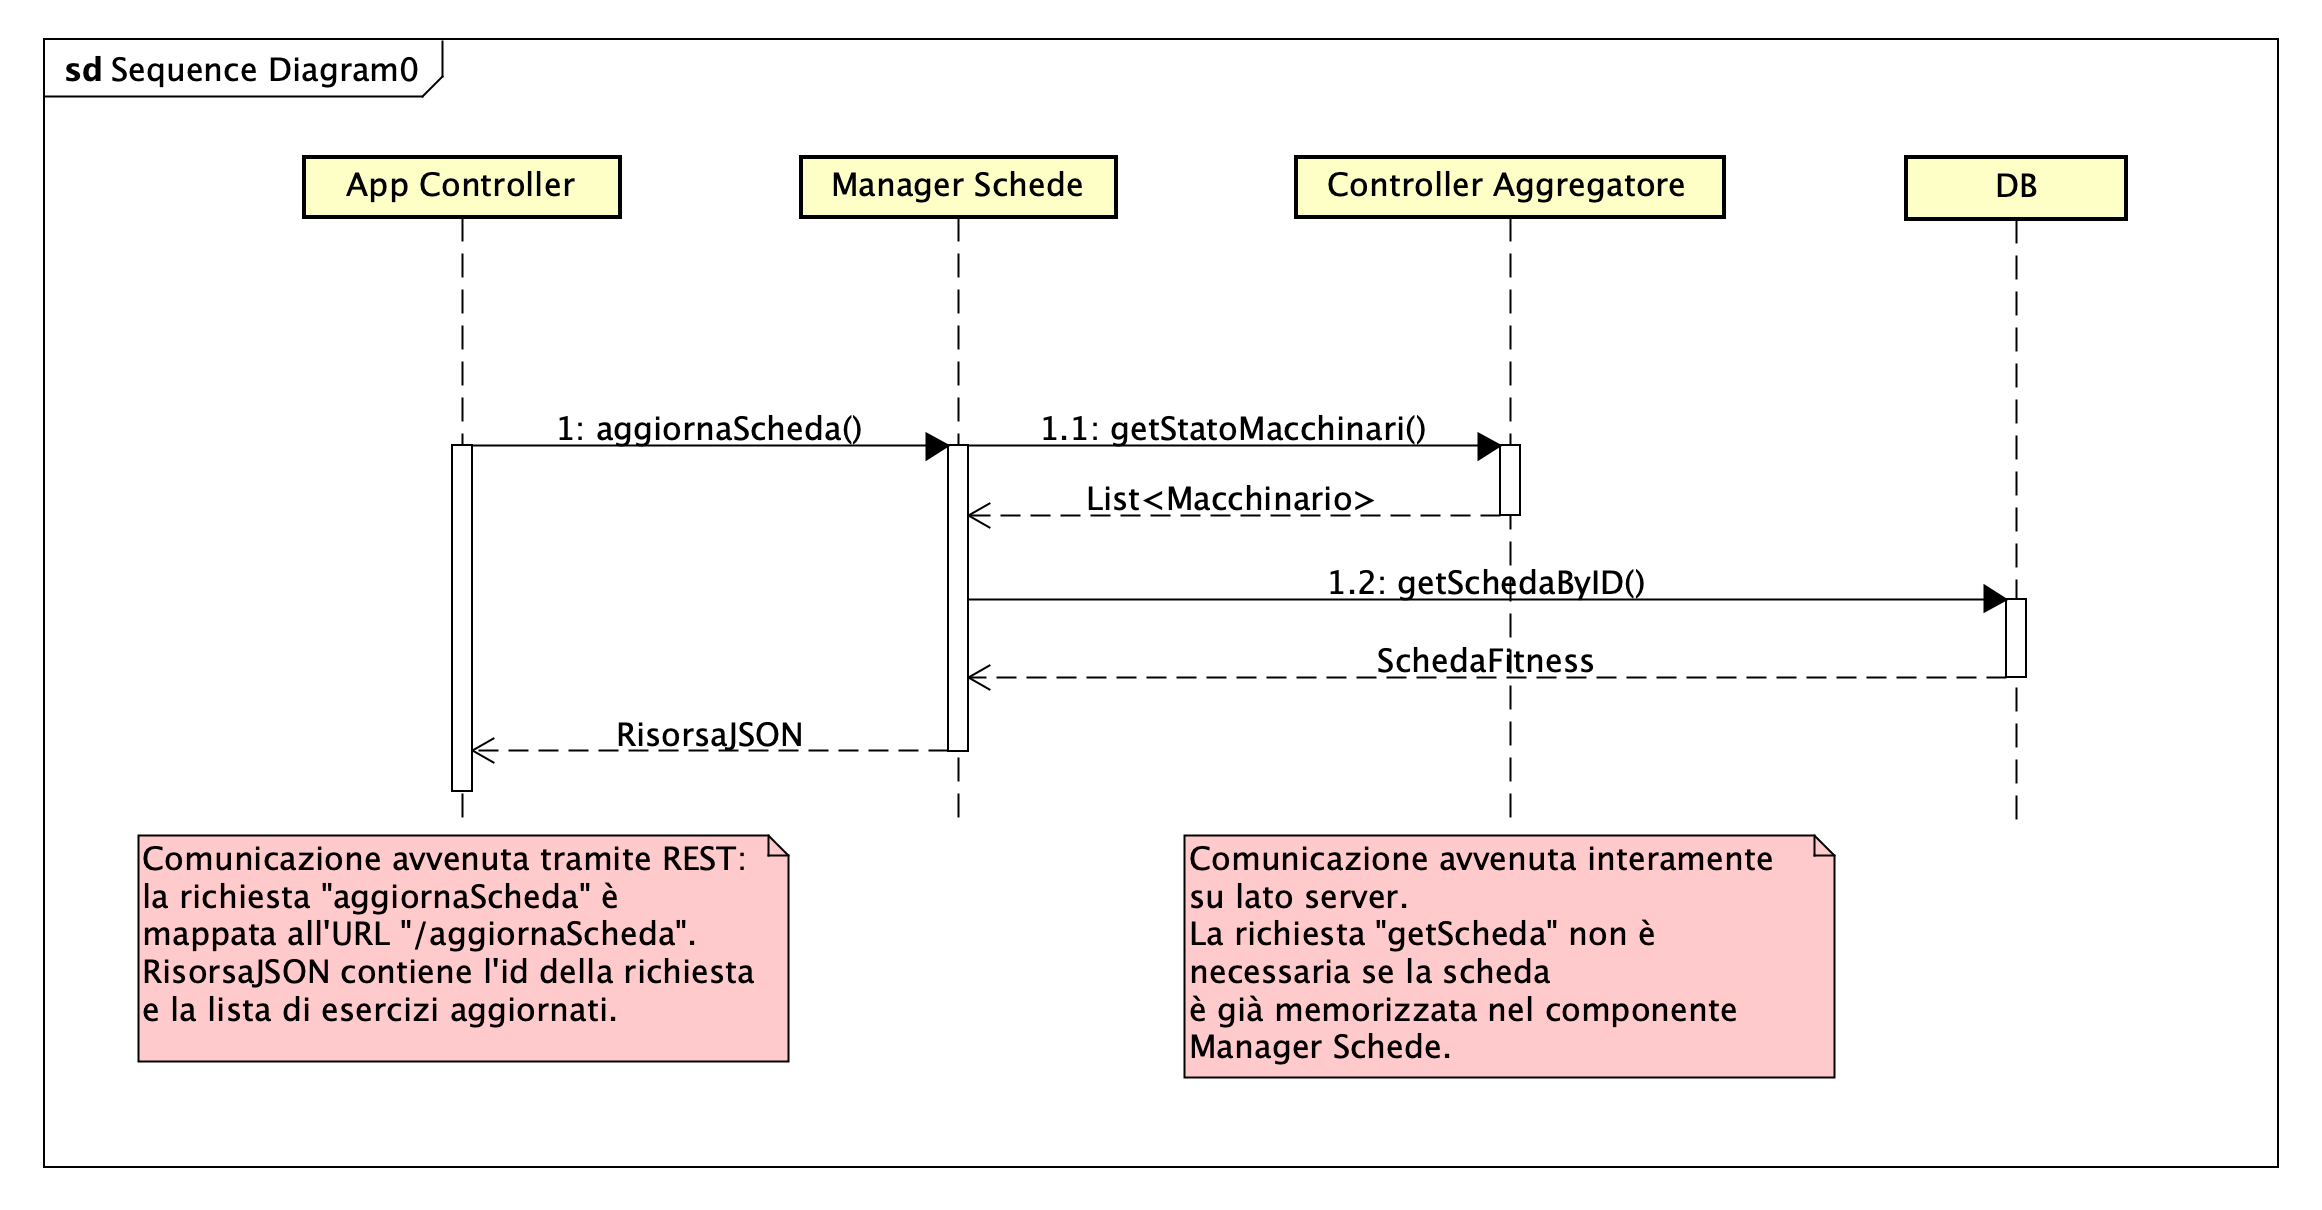 sd Sequence Diagram0
App Controller
Manager Schede
Controller Aggregatore
DB
1: aggiornaScheda()
1.1: getStatoMacchinari()
List<Macchinario>
1.2: getSchedaByID()
SchedaFitness
RisorsaJSON
Comunicazione avvenuta tramite REST:
la richiesta "aggiornaScheda" è
mappata all'URL "/aggiornaScheda".
RisorsaJSON contiene l'id della richiesta
e la lista di esercizi aggiornati.
Comunicazione avvenuta interamente
su lato server.
La richiesta "getScheda" non è
necessaria se la scheda
è già memorizzata nel componente
Manager Schede.